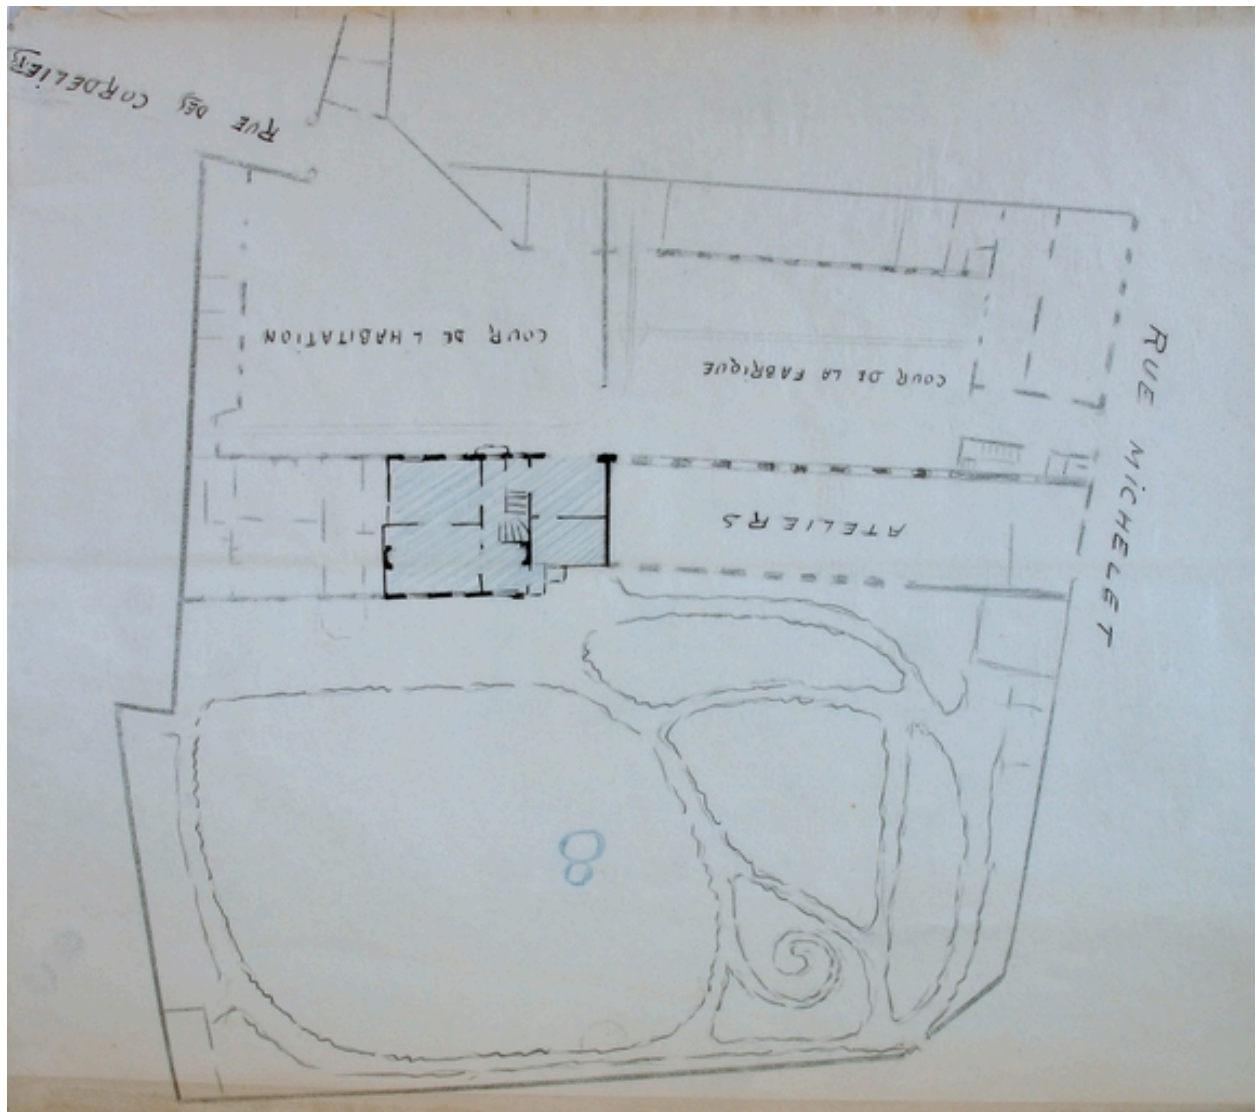 RUE DES CORDELIERS
COUR DE L HABITATION
COUR DE LA FABRIQUE
RUE MICHELET
ATELIERS
8